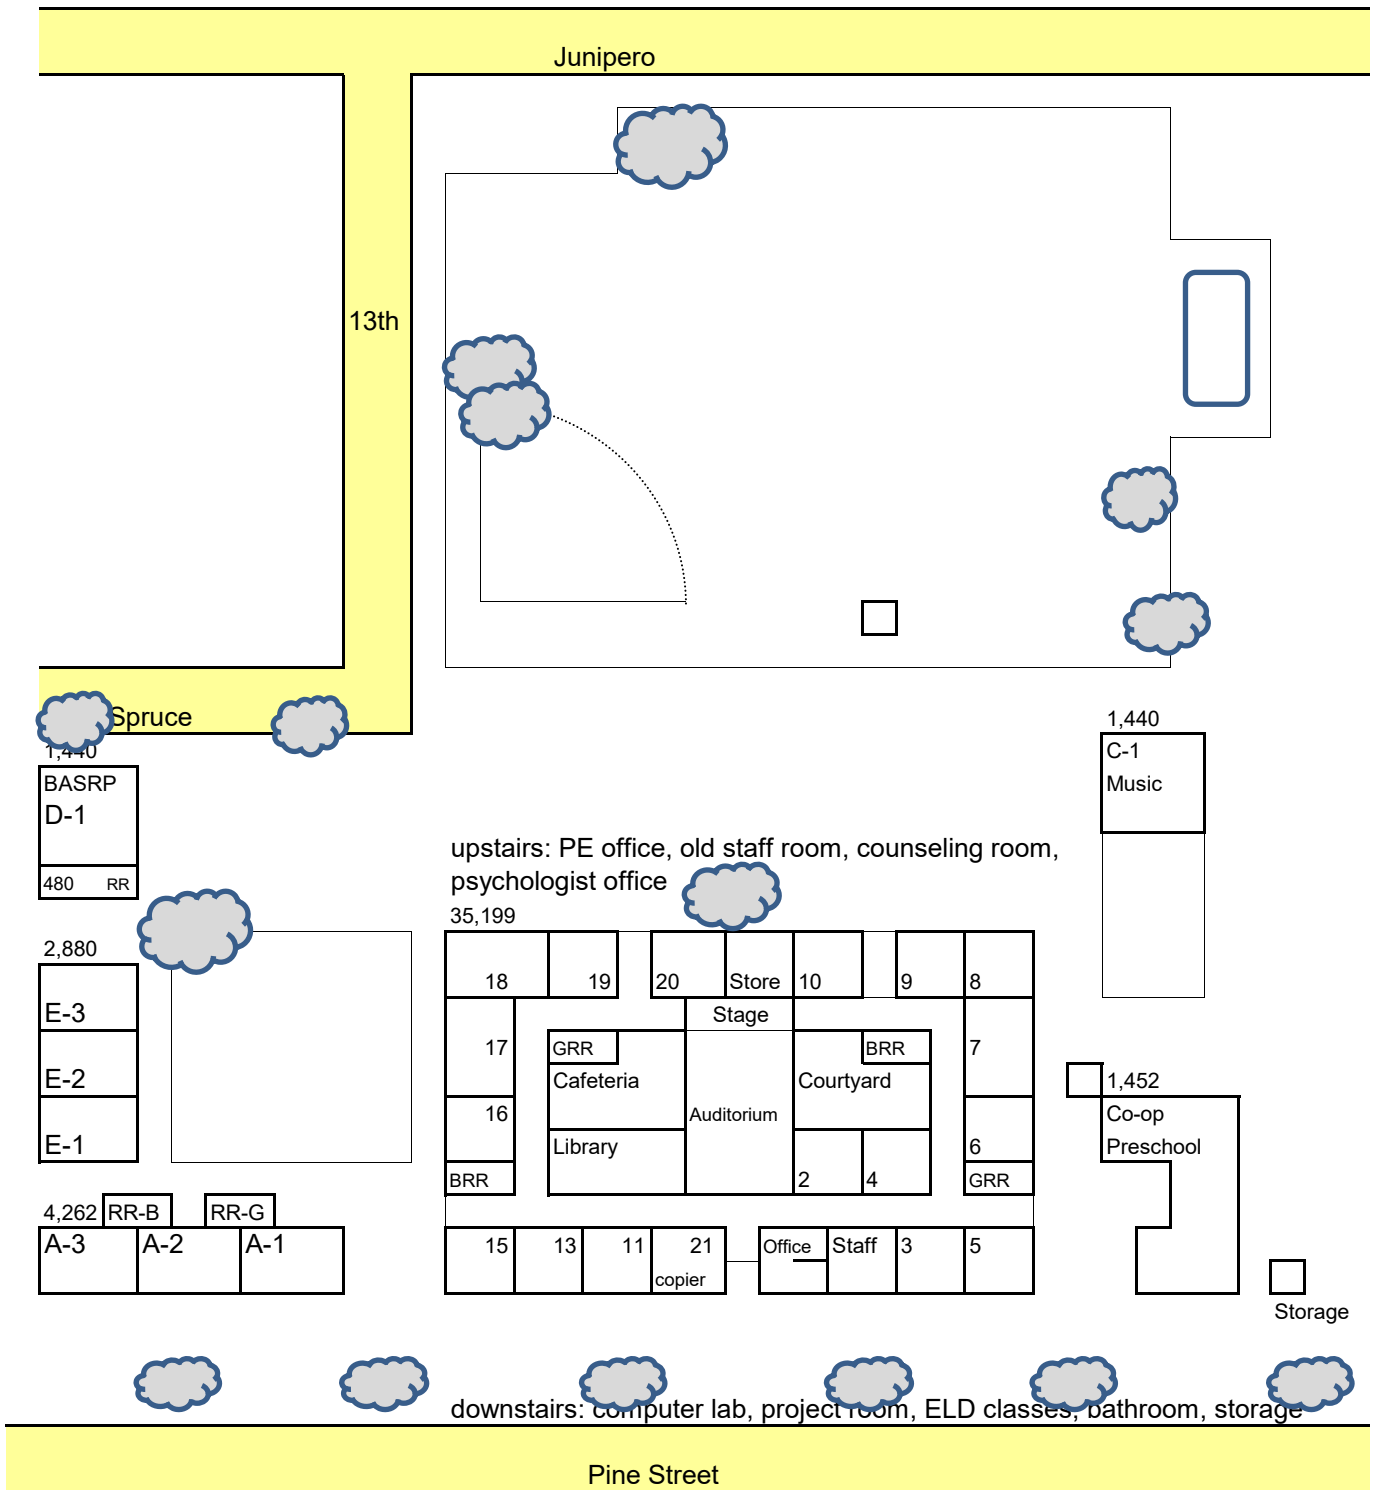 Junipero
13th
Spruce
1,440
1,440
BASRP
D-1
480 RR
C-1
Music
upstairs: PE office, old staff room, counseling room,
psychologist office
35,199
2,880
E-3
E-2
E-1
18
19
20
Store
10
9
8
Stage
17
GRR
BRR
7
Cafeteria
Courtyard
1,452
16
Auditorium
Co-op
Preschool
Library
6
BRR
2
4
GRR
4,262
RR-B
RR-G
A-3
A-2
A-1
15
13
11
21
copier
Office
Staff
3
5
Storage
downstairs: computer lab, project room, ELD classes, bathroom, storage
Pine Street